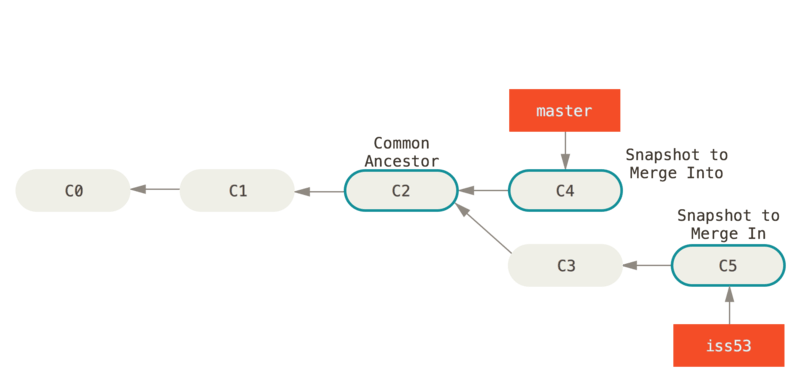 master
Common
Ancestor
Snapshot to
Merge Into
C0
C1
C2
C4
Snapshot to
Merge In
C3
C5
iss53